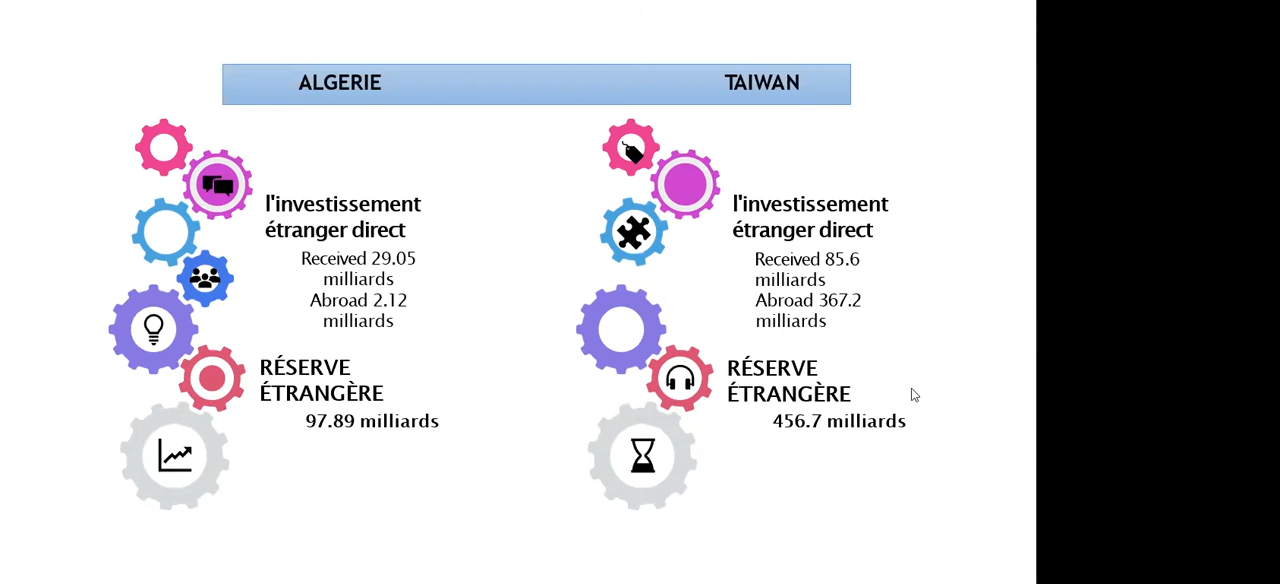 ALGERIE
TAIWAN
l'investissement
étranger direct
Received 29.05
milliards
Abroad 2.12
milliards
RÉSERVE
ÉTRANGÈRE
97.89 milliards
l'investissement
étranger direct
Received 85.6
milliards
Abroad 367.2
milliards
RÉSERVE
ÉTRANGÈRE
456.7 milliards